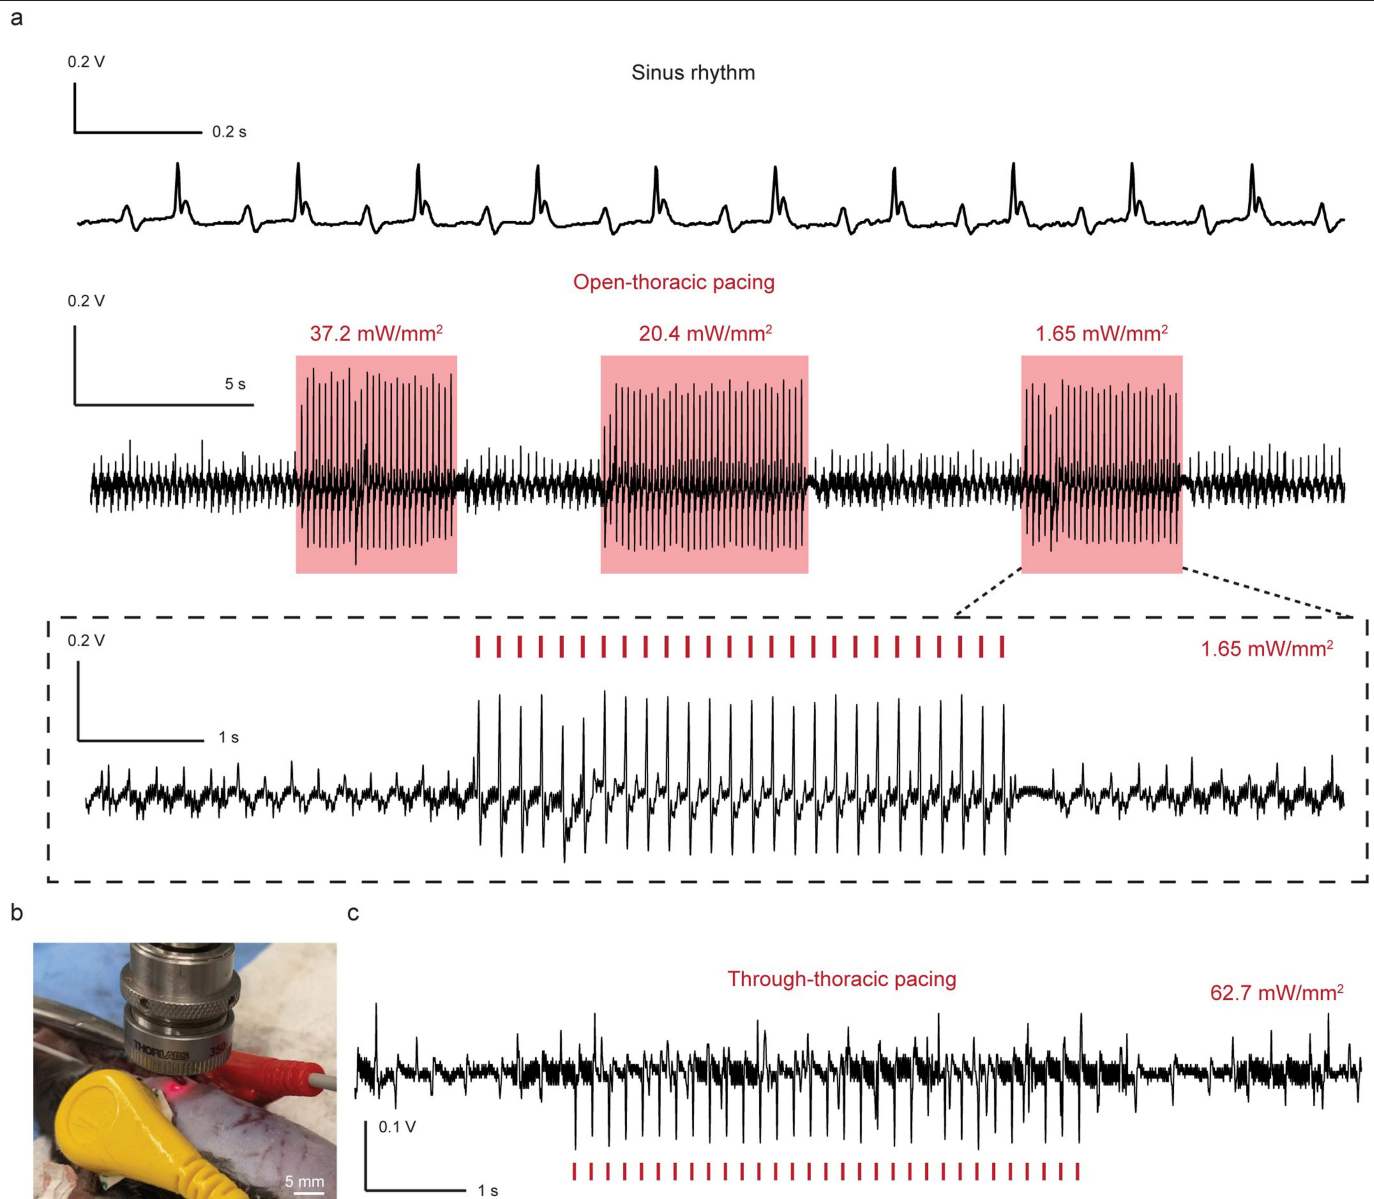 a
0.2 V
Sinus rhythm
0.2 s
Open-thoracic pacing
0.2 V
37.2 mW/mm²
20.4 mW/mm²
1.65 mW/mm²
5 s
0.2 V
1.65 mW/mm²
1 s
b
c
Through-thoracic pacing
62.7 mW/mm²
THORLABS
0.1 V
5 mm
1 s